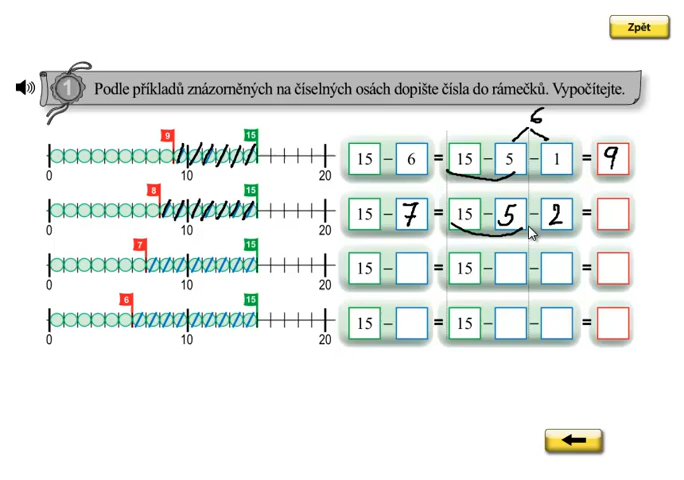 Zpět
1 Podle příkladů znázorněných na číselných osách dopište čísla do rámečků. Vypočítejte.
6
9 15
0 10 20
15 – 6 = 15 – 5 – 1 = 9
8 15
0 10 20
15 – 7 = 15 – 5 – 2 =
7 15
0 10 20
15 – = 15 – – =
6 15
0 10 20
15 – = 15 – – =